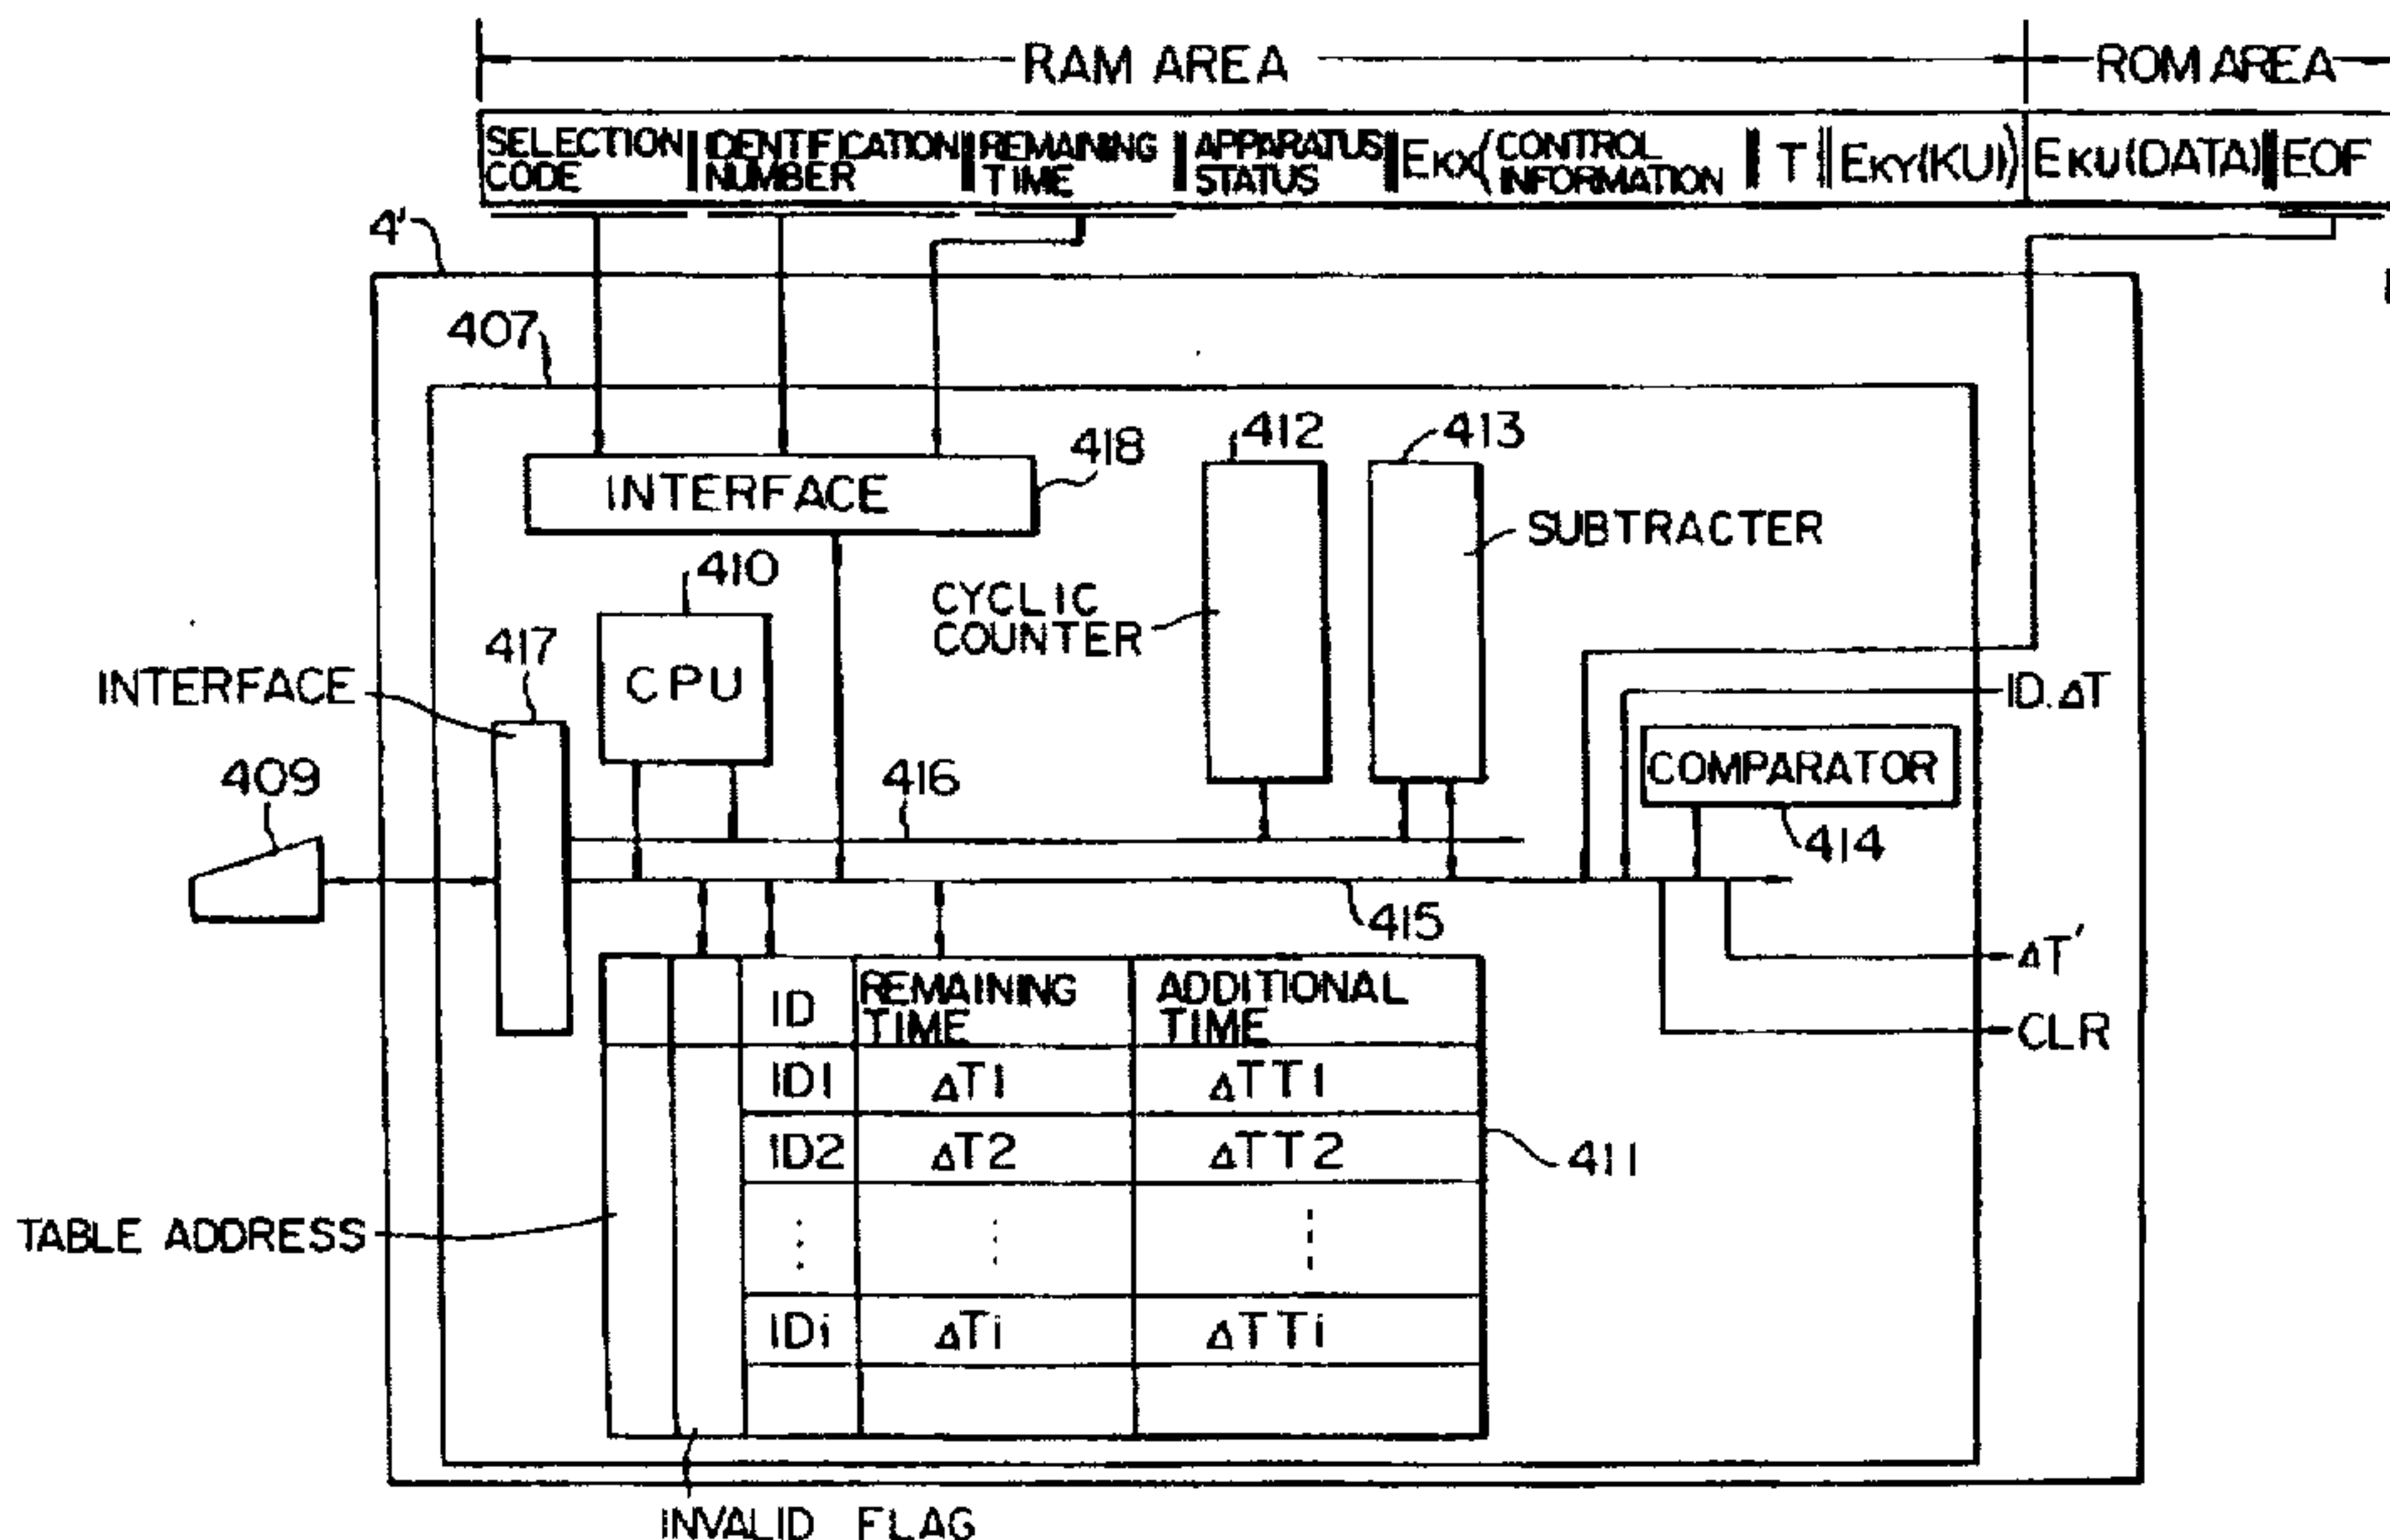 RAM AREA
ROM AREA
SELECTION CODE || IDENTIFICATION NUMBER || REMAINING TIME || APPARATUS STATUS || EKX(CONTROL INFORMATION || T || EKY(KU)) EKU(DATA) || EOF
4'
407
412
413
418
INTERFACE
SUBTRACTER
410
CYCLIC
COUNTER
417
INTERFACE
CPU
ID.ΔT
COMPARATOR
409
416
414
415
ΔT'
ID
REMAINING TIME
ADDITIONAL TIME
CLR
ID1 ΔT1 ΔTT1
ID2 ΔT2 ΔTT2
411
TABLE ADDRESS
IDi ΔTi ΔTTi
INVALID FLAG